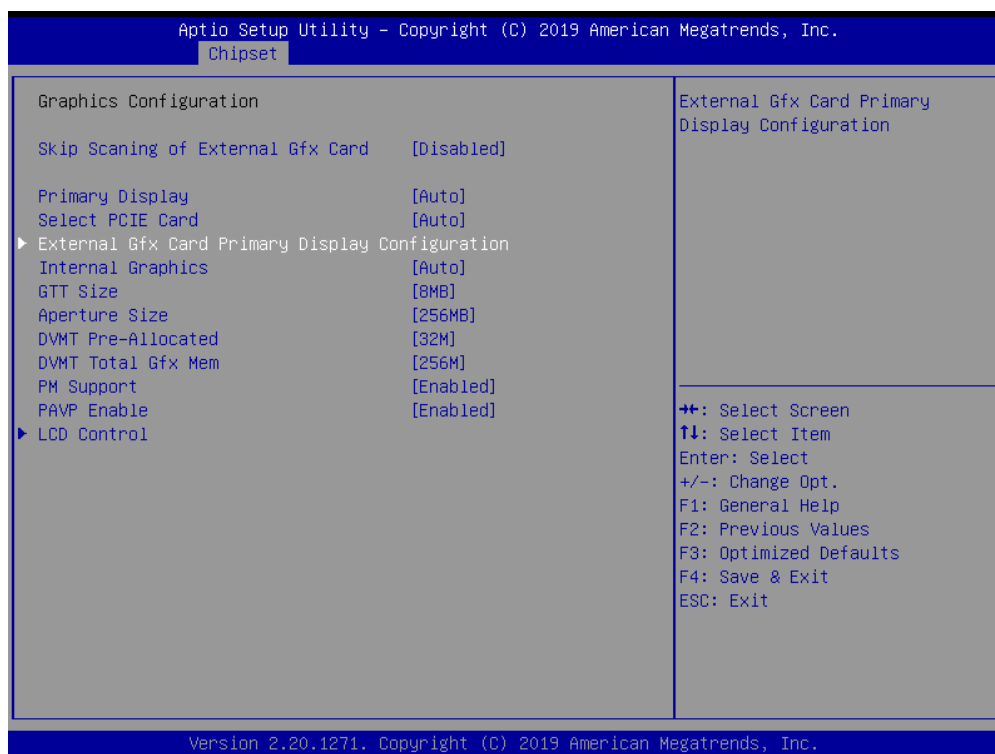 Aptio Setup Utility – Copyright (C) 2019 American Megatrends, Inc.
Chipset
Graphics Configuration
Skip Scaning of External Gfx Card [Disabled]
Primary Display [Auto]
Select PCIE Card [Auto]
▶ External Gfx Card Primary Display Configuration
Internal Graphics [Auto]
GTT Size [8MB]
Aperture Size [256MB]
DVMT Pre-Allocated [32M]
DVMT Total Gfx Mem [256M]
PM Support [Enabled]
PAVP Enable [Enabled]
▶ LCD Control
External Gfx Card Primary
Display Configuration
→←: Select Screen
↑↓: Select Item
Enter: Select
+/-: Change Opt.
F1: General Help
F2: Previous Values
F3: Optimized Defaults
F4: Save & Exit
ESC: Exit
Version 2.20.1271. Copyright (C) 2019 American Megatrends, Inc.